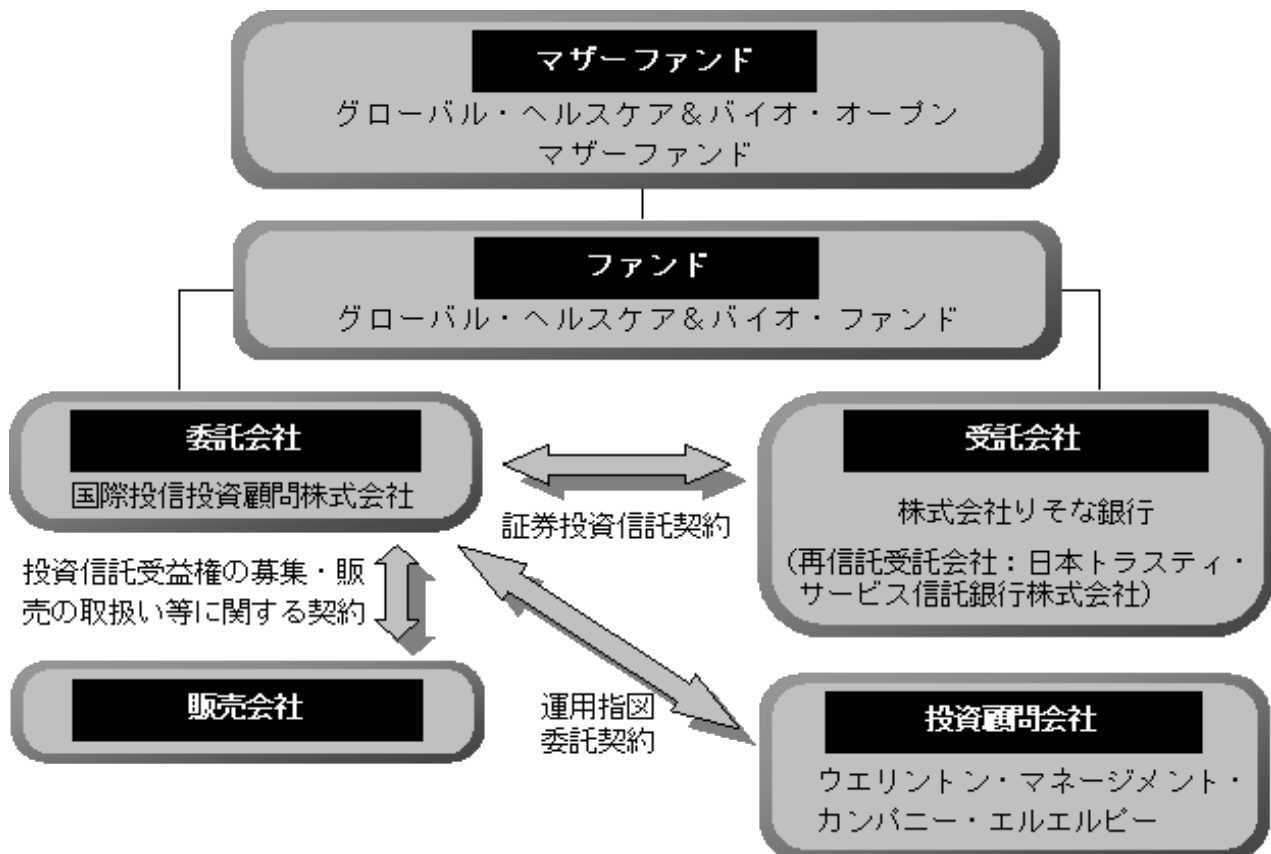 マザーファンド
グローバル・ヘルスケア＆バイオ・オープン
マザーファンド
ファンド
グローバル・ヘルスケア＆バイオ・ファンド
委託会社
国際投信投資顧問株式会社
受託会社
株式会社りそな銀行
（再信託受託会社：日本トラスティ・
サービス信託銀行株式会社）
証券投資信託契約
投資信託受益権の募集・販
売の取扱い等に関する契約
販売会社
運用指図
委託契約
投資顧問会社
ウエリントン・マネージメント・
カンパニー・エルエルピー